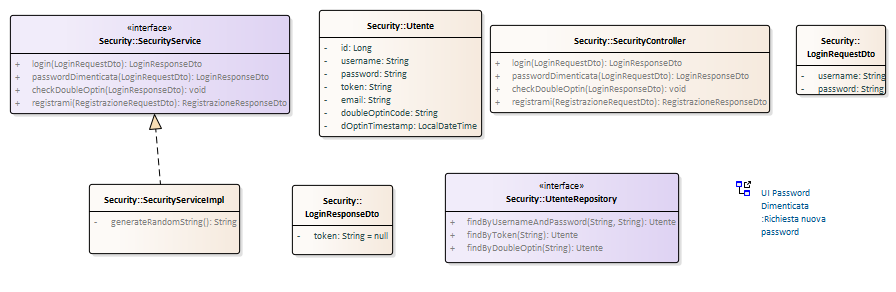 «interface»
Security::SecurityService
+ login(LoginRequestDto): LoginResponseDto
+ passwordDimenticata(LoginRequestDto): LoginResponseDto
+ checkDoubleOptin(LoginResponseDto): void
+ registrami(RegistrazioneRequestDto): RegistrazioneResponseDto
Security::Utente
- id: Long
- username: String
- password: String
- token: String
- email: String
- doubleOptinCode: String
- dOptinTimestamp: LocalDateTime
Security::SecurityController
+ login(LoginRequestDto): LoginResponseDto
+ passwordDimenticata(LoginRequestDto): LoginResponseDto
+ checkDoubleOptin(LoginResponseDto): void
+ registrami(RegistrazioneRequestDto): RegistrazioneResponseDto
Security::
LoginRequestDto
- username: String
- password: String
Security::SecurityServiceImpl
- generateRandomString(): String
Security::
LoginResponseDto
- token: String = null
«interface»
Security::UtenteRepository
+ findByUsernameAndPassword(String, String): Utente
+ findByToken(String): Utente
+ findByDoubleOptin(String): Utente
UI Password
Dimenticata
:Richiesta nuova
password